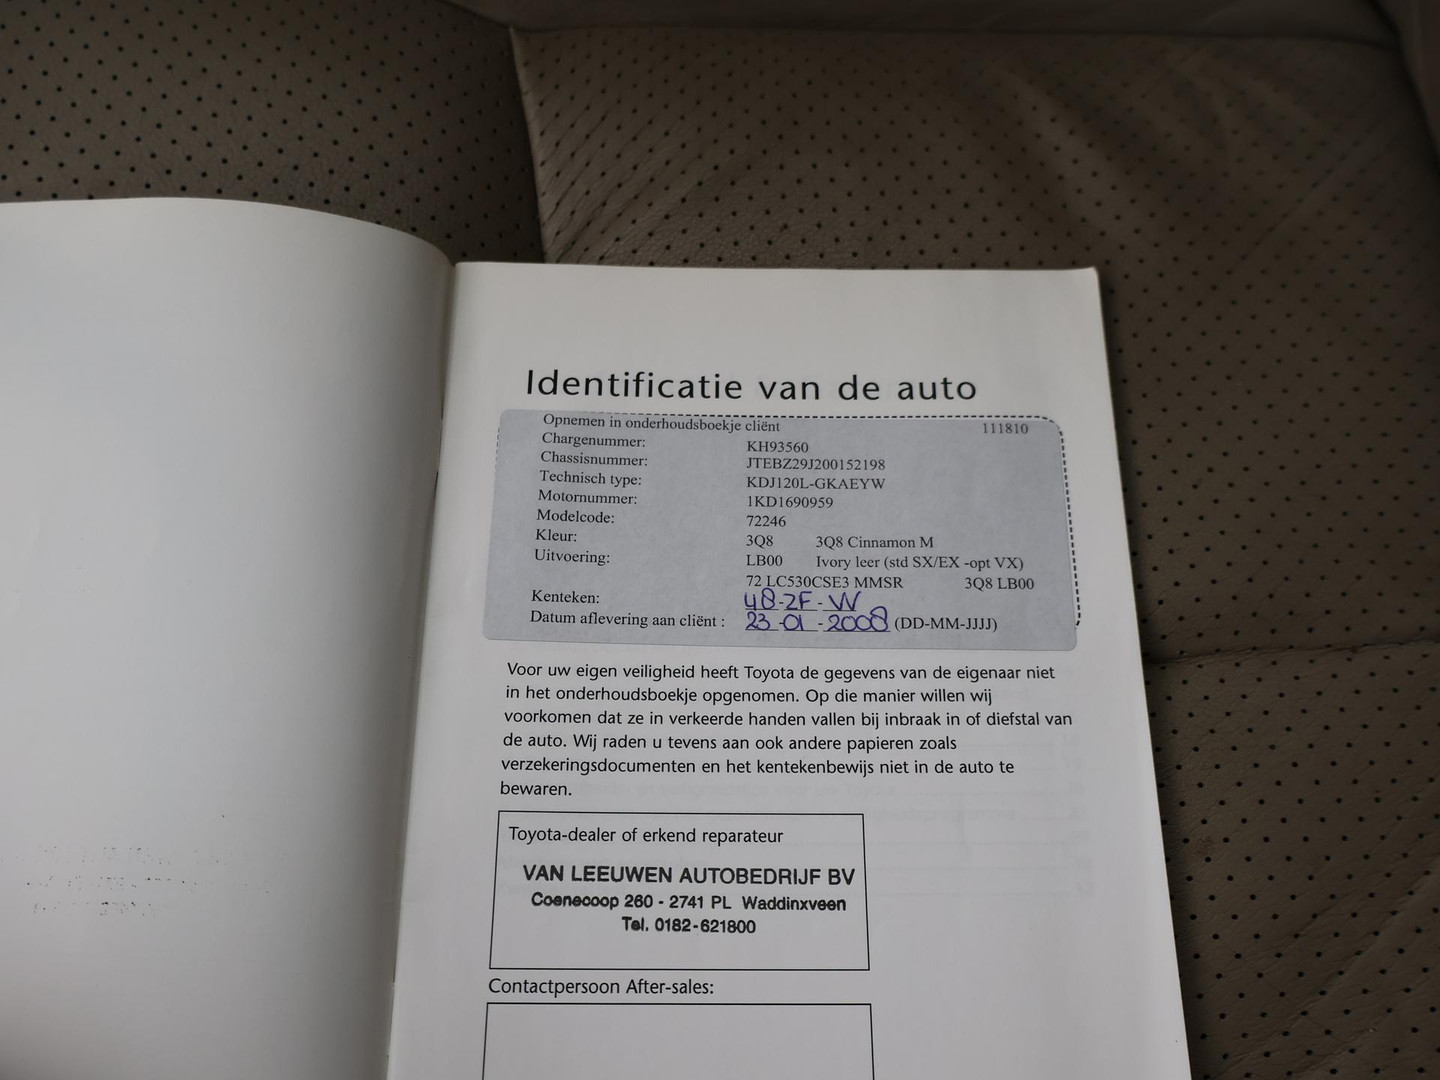 Identificatie van de auto
Opnemen in onderhoudsboekje cliënt 111810
Chargenummer: KH93560
Chassisnummer: JTEBZ29J200152198
Technisch type: KDJ120L-GKAEYW
Motornummer: 1KD1690959
Modelcode: 72246
Kleur: 3Q8 3Q8 Cinnamon M
Uitvoering: LB00 Ivory leer (std SX/EX -opt VX)
72 LC530CSE3 MMSR 3Q8 LB00
Kenteken: 48-ZF-VV
Datum aflevering aan cliënt : 23-01-2008 (DD-MM-JJJJ)
Voor uw eigen veiligheid heeft Toyota de gegevens van de eigenaar niet
in het onderhoudsboekje opgenomen. Op die manier willen wij
voorkomen dat ze in verkeerde handen vallen bij inbraak in of diefstal van
de auto. Wij raden u tevens aan ook andere papieren zoals
verzekeringsdocumenten en het kentekenbewijs niet in de auto te
bewaren.
Toyota-dealer of erkend reparateur
VAN LEEUWEN AUTOBEDRIJF BV
Coenecoop 260 - 2741 PL Waddinxveen
Tel. 0182-621800
Contactpersoon After-sales: